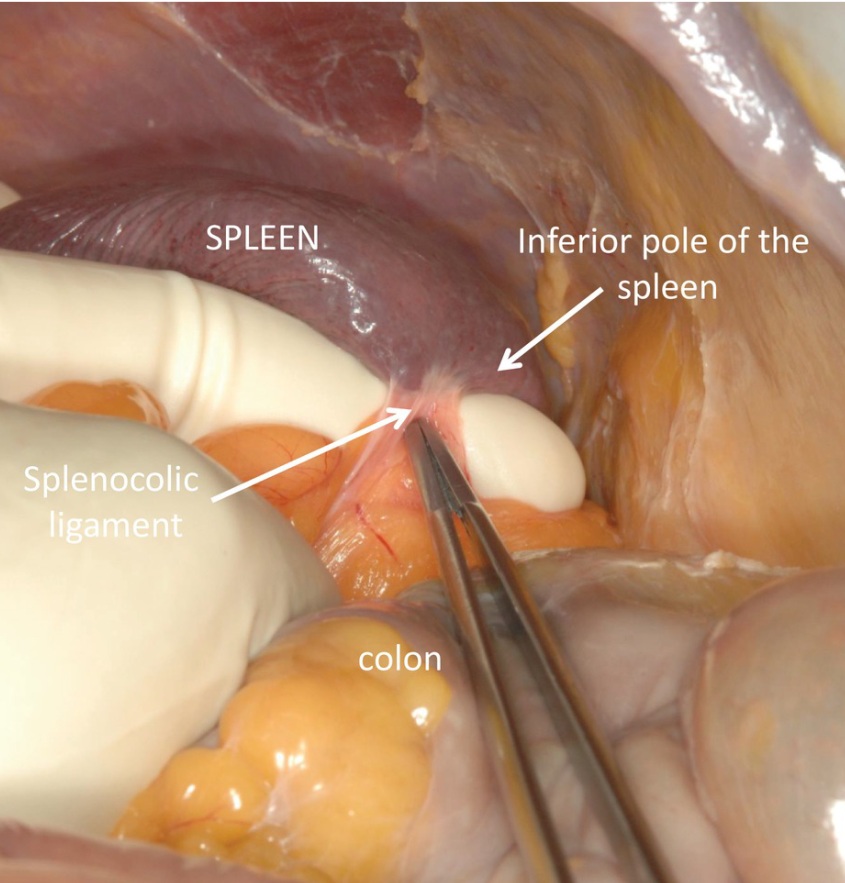 SPLEEN
Inferior pole of the
spleen
Splenocolic
ligament
colon